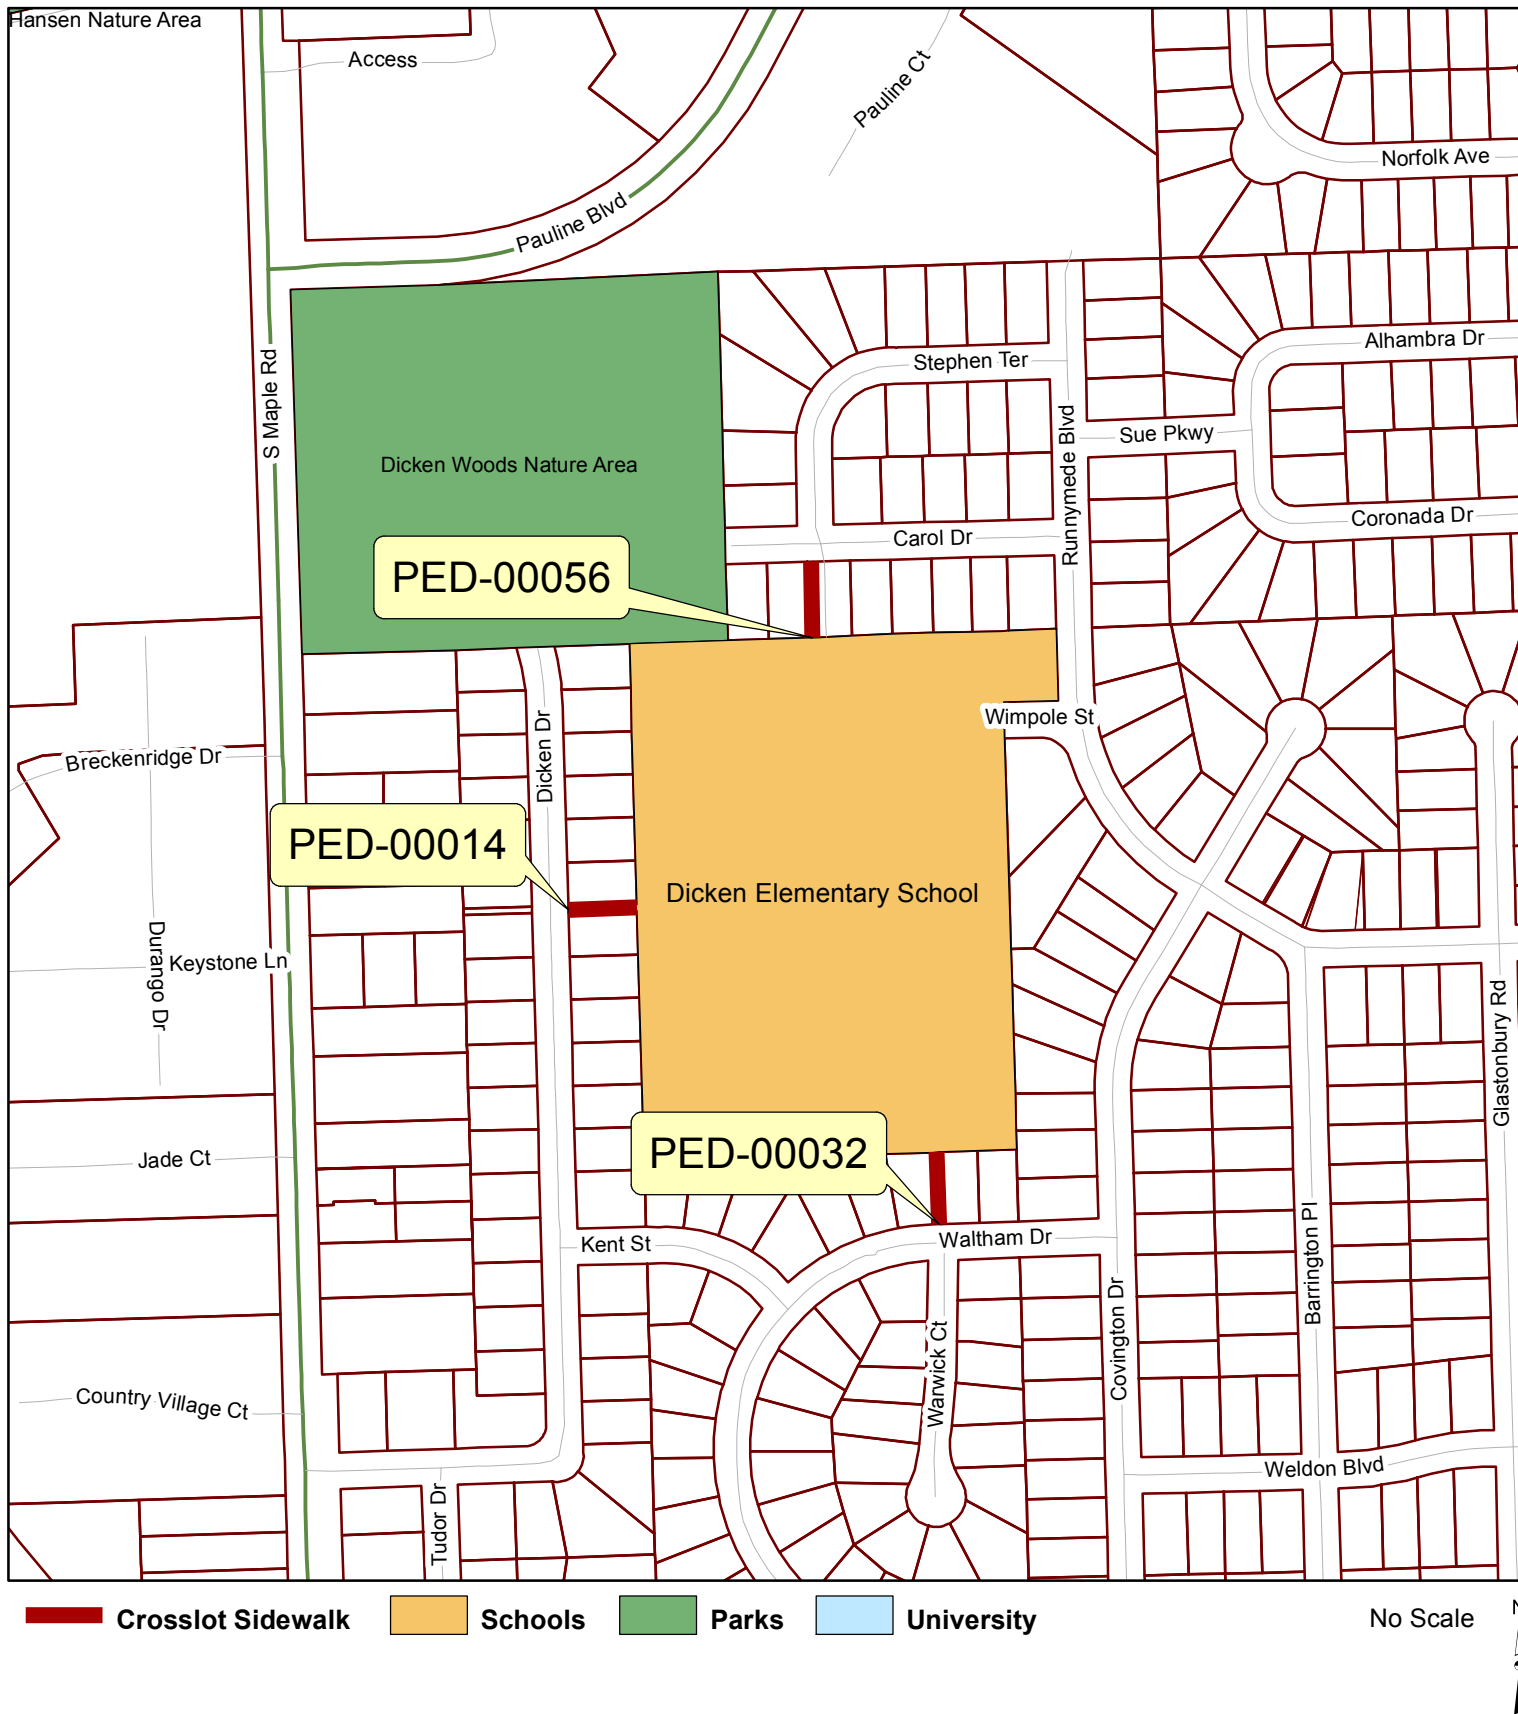 Hansen Nature Area
Access
Pauline Ct
Norfolk Ave
Pauline Blvd
S Maple Rd
Stephen Ter
Alhambra Dr
Runnymede Blvd
Sue Pkwy
Dicken Woods Nature Area
Coronada Dr
Carol Dr
PED-00056
Wimpole St
Dicken Dr
Breckenridge Dr
PED-00014
Dicken Elementary School
Durango Dr
Keystone Ln
Glastonbury Rd
Jade Ct
PED-00032
Kent St
Waltham Dr
Barrington Pl
Covington Dr
Warwick Ct
Country Village Ct
Weldon Blvd
Tudor Dr
Crosslot Sidewalk
Schools
Parks
University
No Scale